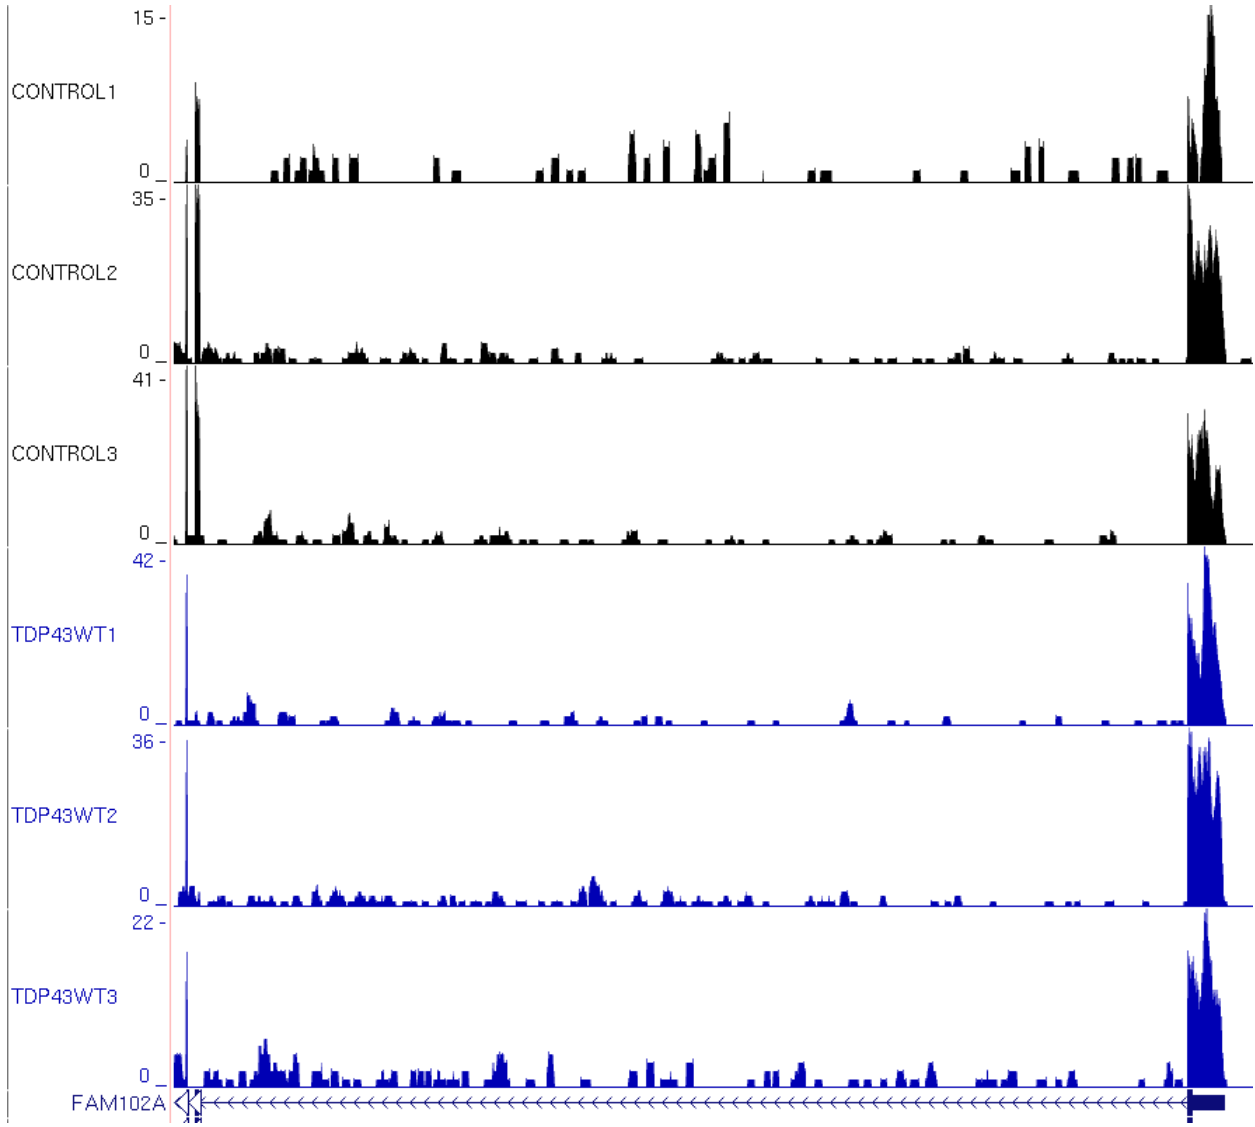 15 -
CONTROL1
0 _
35 -
CONTROL2
0 _
41 -
CONTROL3
0 _
42 -
TDP43WT1
0 _
36 -
TDP43WT2
0 _
22 -
TDP43WT3
0 _
FAM102A